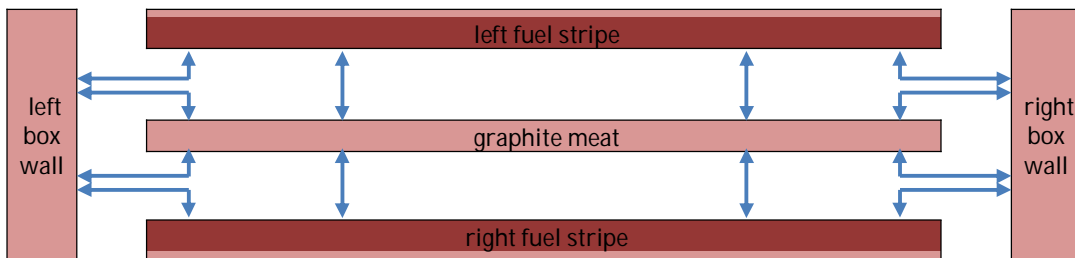 left fuel stripe
left
box
wall
graphite meat
right
box
wall
right fuel stripe